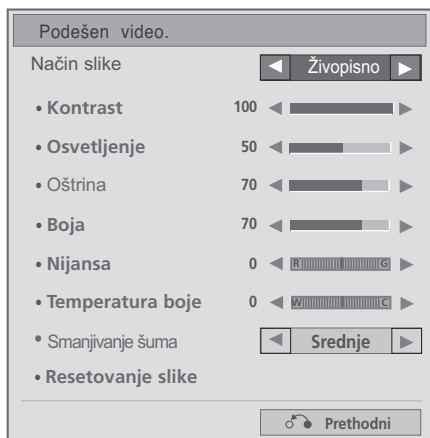 Podešen video.
Način slike ◄ Živopisno ►
• Kontrast 100 ◄ ►
• Osvetljenje 50 ◄ ►
• Oštrina 70 ◄ ►
• Boja 70 ◄ ►
• Nijansa 0 ◄ R G ►
• Temperatura boje 0 ◄ W C ►
• Smanjivanje šuma ◄ Srednje ►
• Resetovanje slike
Prethodni